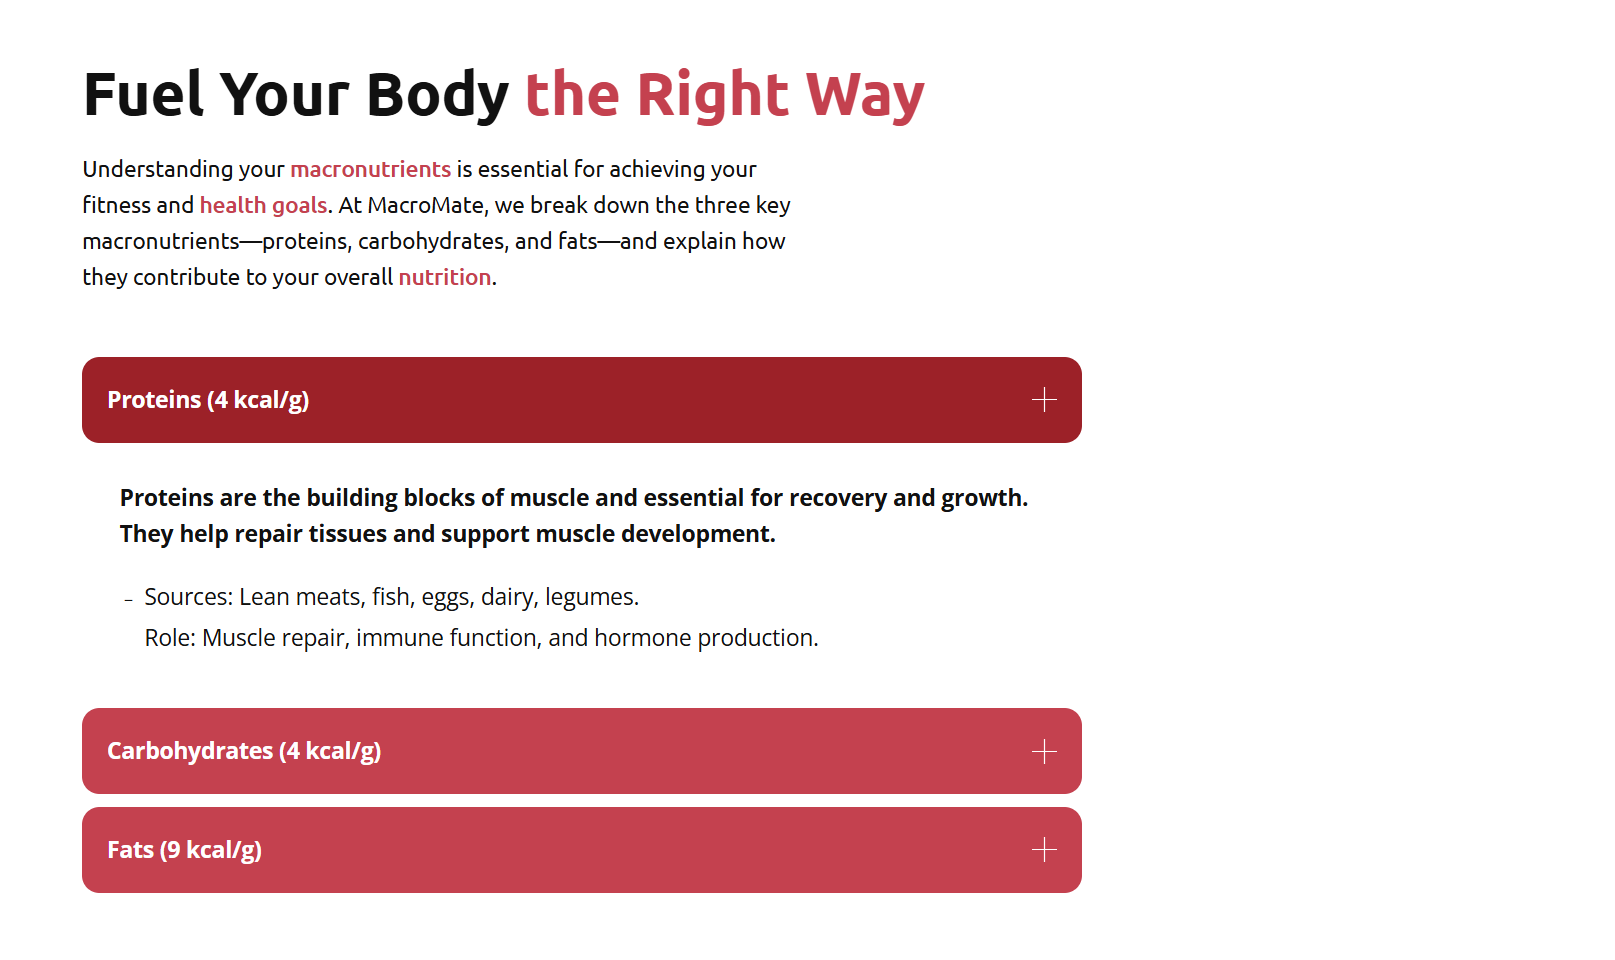 Fuel Your Body the Right Way
Understanding your macronutrients is essential for achieving your
fitness and health goals. At MacroMate, we break down the three key
macronutrients—proteins, carbohydrates, and fats—and explain how
they contribute to your overall nutrition.
Proteins (4 kcal/g)
Proteins are the building blocks of muscle and essential for recovery and growth.
They help repair tissues and support muscle development.
– Sources: Lean meats, fish, eggs, dairy, legumes.
Role: Muscle repair, immune function, and hormone production.
Carbohydrates (4 kcal/g)
Fats (9 kcal/g)